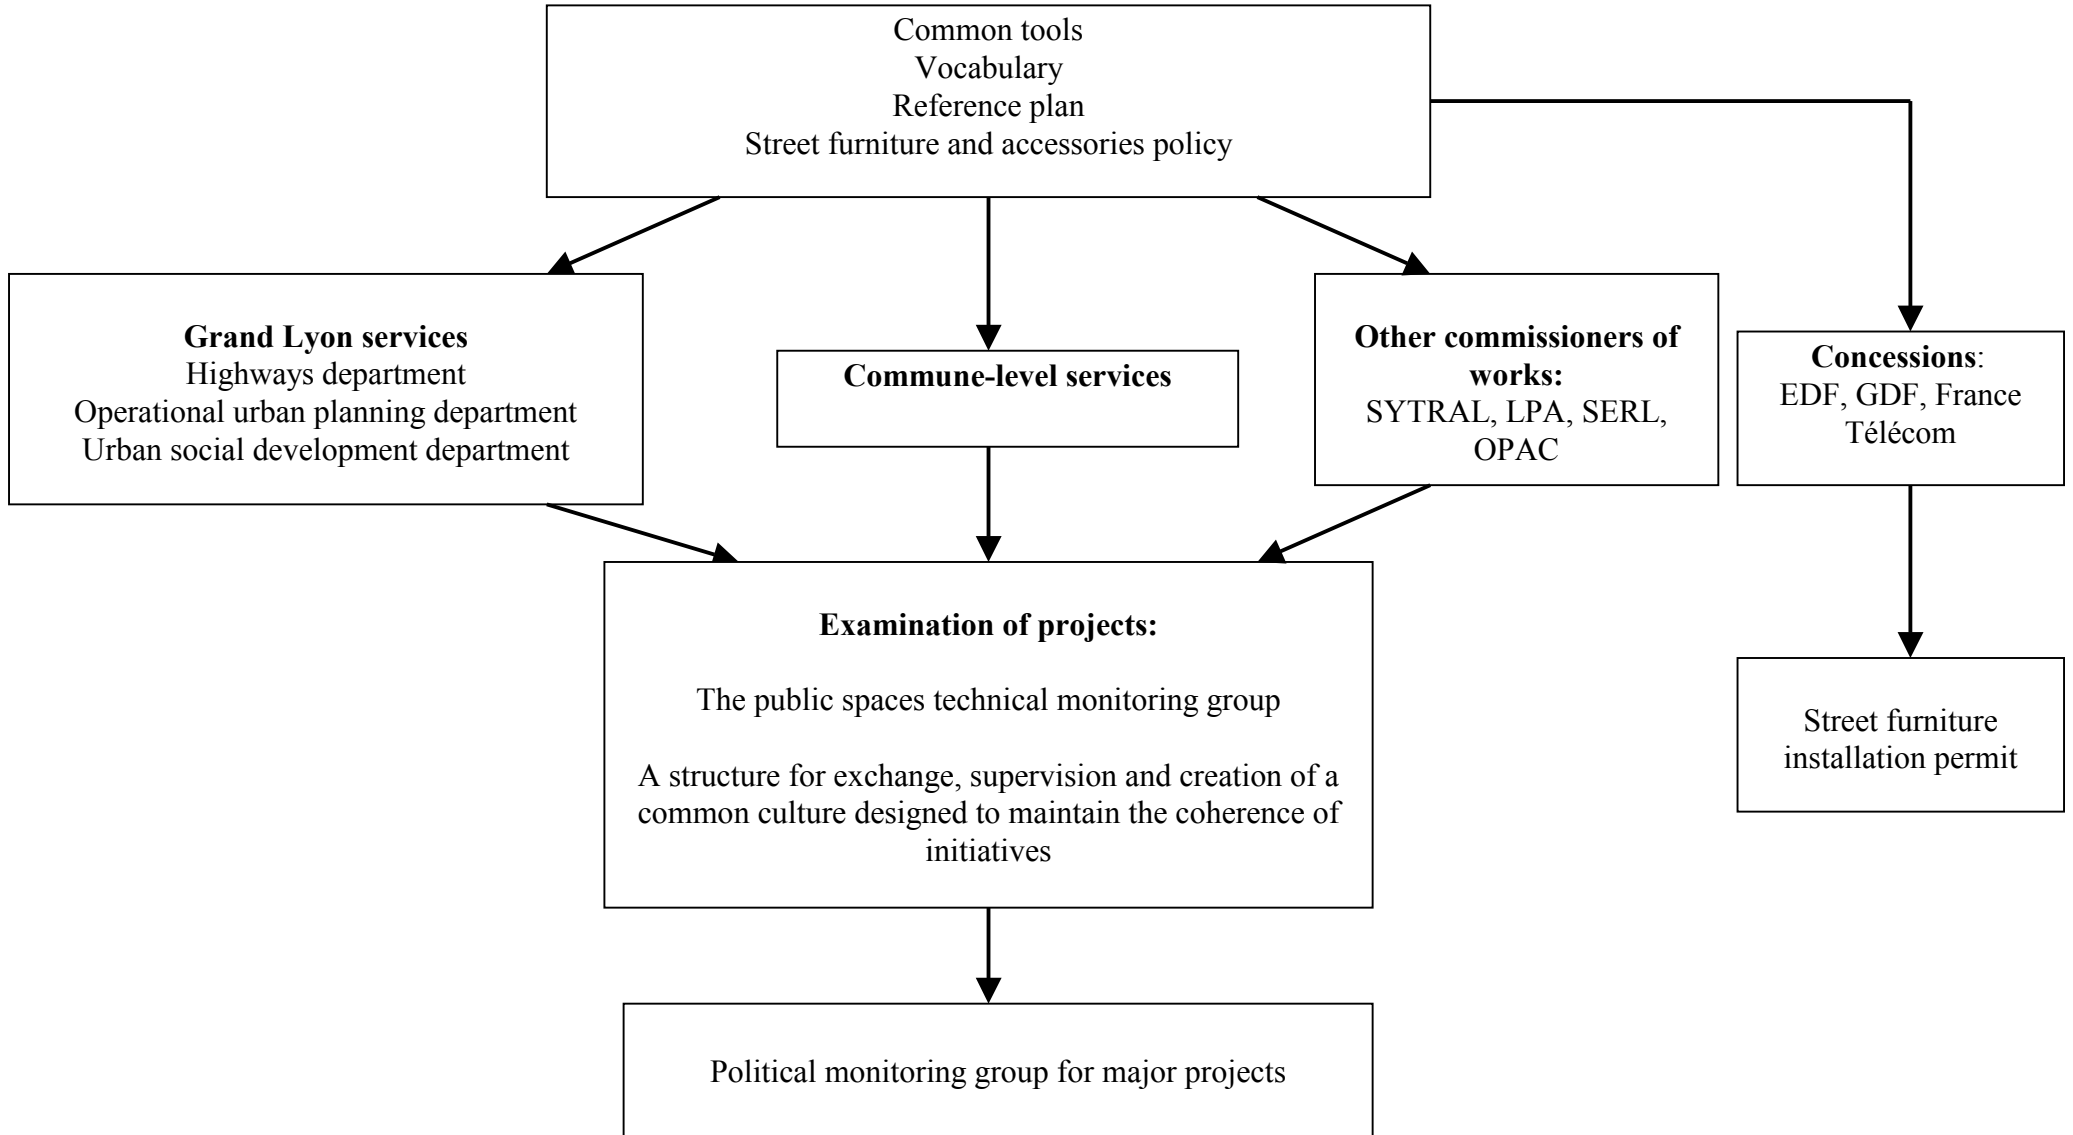 Common tools
Vocabulary
Reference plan
Street furniture and accessories policy
Grand Lyon services
Highways department
Operational urban planning department
Urban social development department
Commune-level services
Other commissioners of
works:
SYTRAL, LPA, SERL,
OPAC
Concessions:
EDF, GDF, France
Télécom
Examination of projects:
The public spaces technical monitoring group
A structure for exchange, supervision and creation of a
common culture designed to maintain the coherence of
initiatives
Street furniture
installation permit
Political monitoring group for major projects